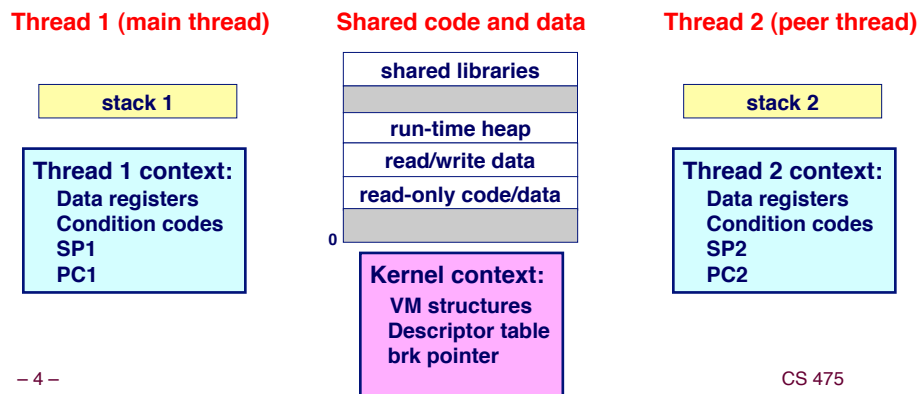 Thread 1 (main thread)
Shared code and data
Thread 2 (peer thread)
stack 1
Thread 1 context:
Data registers
Condition codes
SP1
PC1
shared libraries
run-time heap
read/write data
read-only code/data
0
Kernel context:
VM structures
Descriptor table
brk pointer
stack 2
Thread 2 context:
Data registers
Condition codes
SP2
PC2
– 4 –
CS 475